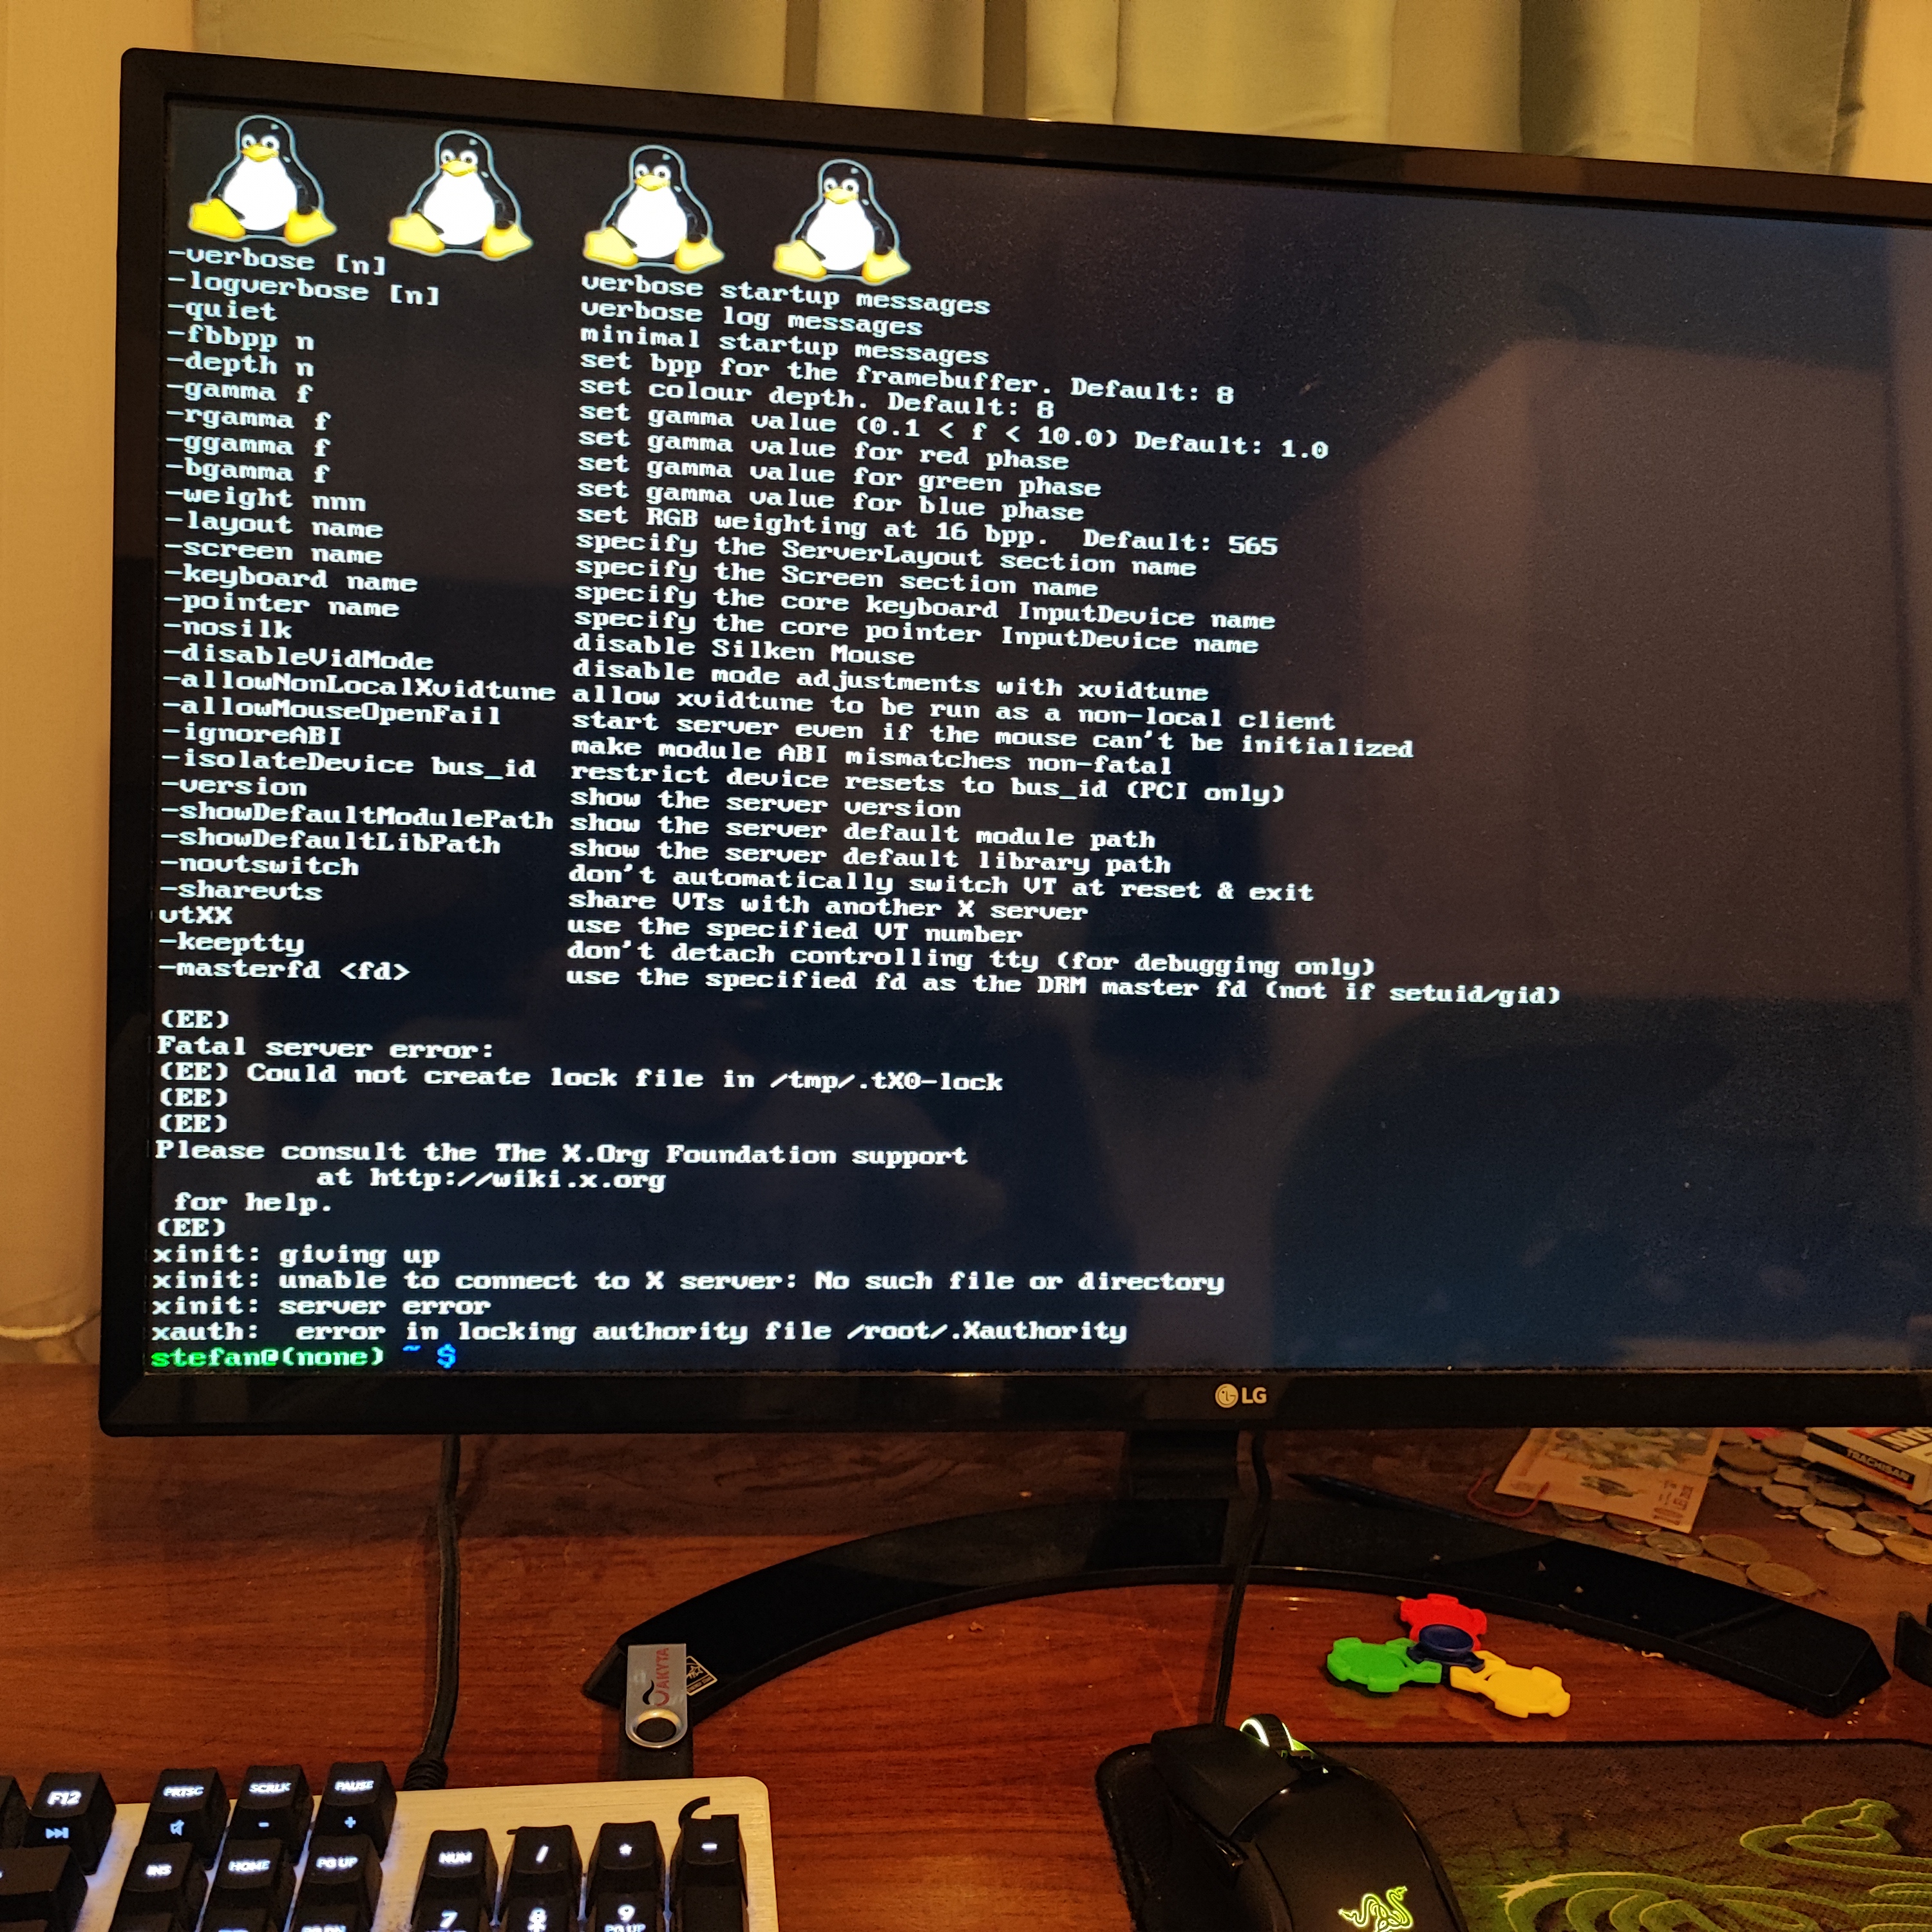 -verbose [n] verbose startup messages
-logverbose [n] verbose log messages
-quiet minimal startup messages
-fbbpp n set bpp for the framebuffer. Default: 8
-depth n set colour depth. Default: 8
-gamma f set gamma value (0.1 < f < 10.0) Default: 1.0
-rgamma f set gamma value for red phase
-ggamma f set gamma value for green phase
-bgamma f set gamma value for blue phase
-weight nnn set RGB weighting at 16 bpp.  Default: 565
-layout name specify the ServerLayout section name
-screen name specify the Screen section name
-keyboard name specify the core keyboard InputDevice name
-pointer name specify the core pointer InputDevice name
-nosilk disable Silken Mouse
-disableVidMode disable mode adjustments with xvidtune
-allowNonLocalXvidtune allow xvidtune to be run as a non-local client
-allowMouseOpenFail start server even if the mouse can't be initialized
-ignoreABI make module ABI mismatches non-fatal
-isolateDevice bus_id restrict device resets to bus_id (PCI only)
-version show the server version
-showDefaultModulePath show the server default module path
-showDefaultLibPath show the server default library path
-novtswitch don't automatically switch VT at reset & exit
-sharevts share VTs with another X server
vtXX use the specified VT number
-keeptty don't detach controlling tty (for debugging only)
-masterfd <fd> use the specified fd as the DRM master fd (not if setuid/gid)
(EE)
Fatal server error:
(EE) Could not create lock file in /tmp/.tX0-lock
(EE)
(EE)
Please consult the The X.Org Foundation support
at http://wiki.x.org
for help.
(EE)
xinit: giving up
xinit: unable to connect to X server: No such file or directory
xinit: server error
xauth:  error in locking authority file /root/.Xauthority
stefan@(none) ~ $
LG
TRACHISAN
AKYTA
F12
PRTSC
SCRLK
PAUSE
INS
HOME
PG UP
NUM
/
*
-
7
8
9
PG UP